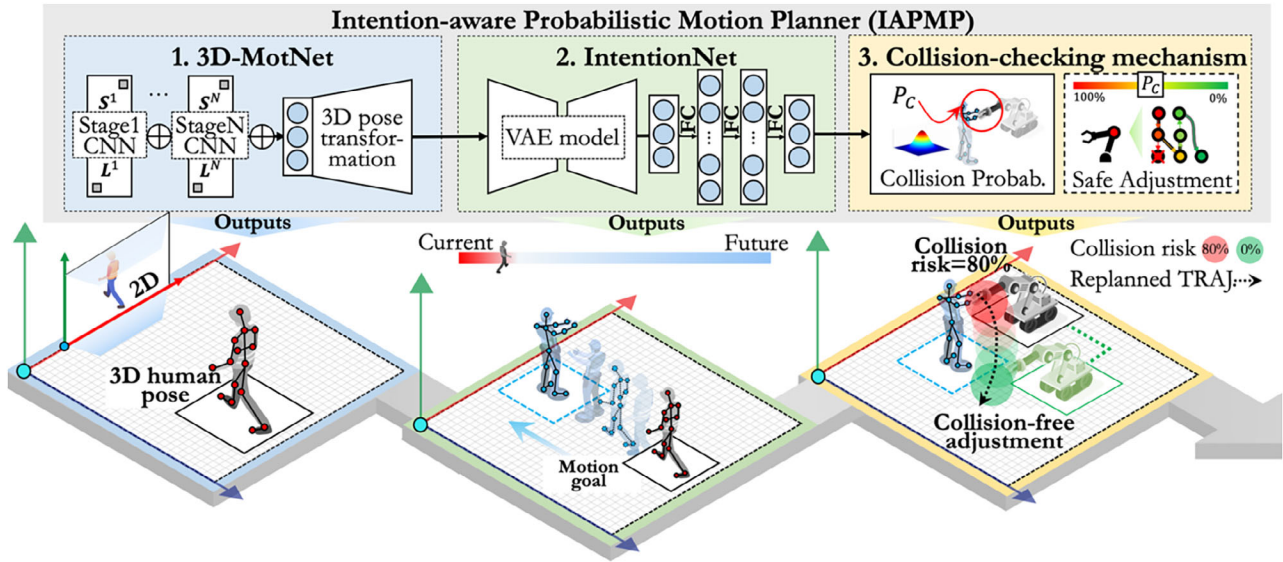 Intention-aware Probabilistic Motion Planner (IAPMP)
1. 3D-MotNet
S¹ ... Sᴺ
Stage1 CNN
StageN CNN
L¹ Lᴺ
3D pose
transfor-
mation
2. IntentionNet
VAE model
FC FC FC
3. Collision-checking mechanism
P_C
Collision Probab.
P_C
100% 0%
Safe Adjustment
Outputs
Outputs
Outputs
2D
3D human
pose
Current Future
Motion
goal
Collision
risk=80%
Collision risk 80% 0%
Replanned TRAJ.
Collision-free
adjustment